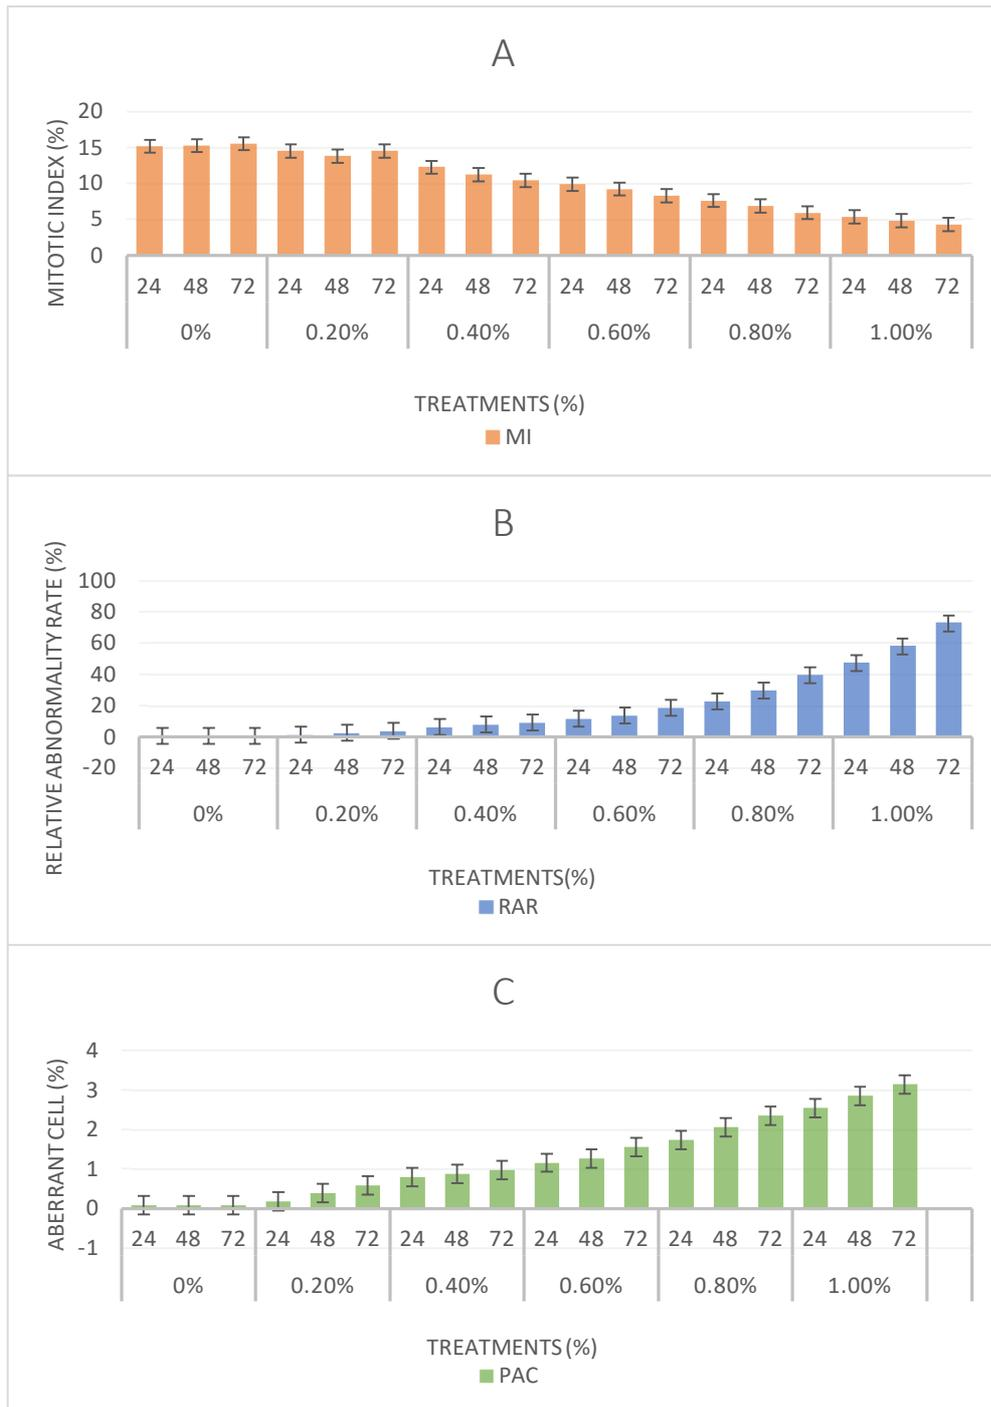 A
MITOTIC INDEX (%)
20
15
10
5
0
24 48 72 24 48 72 24 48 72 24 48 72 24 48 72 24 48 72
0% 0.20% 0.40% 0.60% 0.80% 1.00%
TREATMENTS (%)
MI
B
RELATIVE ABNORMALITY RATE (%)
100
80
60
40
20
0
-20
24 48 72 24 48 72 24 48 72 24 48 72 24 48 72 24 48 72
0% 0.20% 0.40% 0.60% 0.80% 1.00%
TREATMENTS(%)
RAR
C
ABERRANT CELL (%)
4
3
2
1
0
-1
24 48 72 24 48 72 24 48 72 24 48 72 24 48 72 24 48 72
0% 0.20% 0.40% 0.60% 0.80% 1.00%
TREATMENTS (%)
PAC